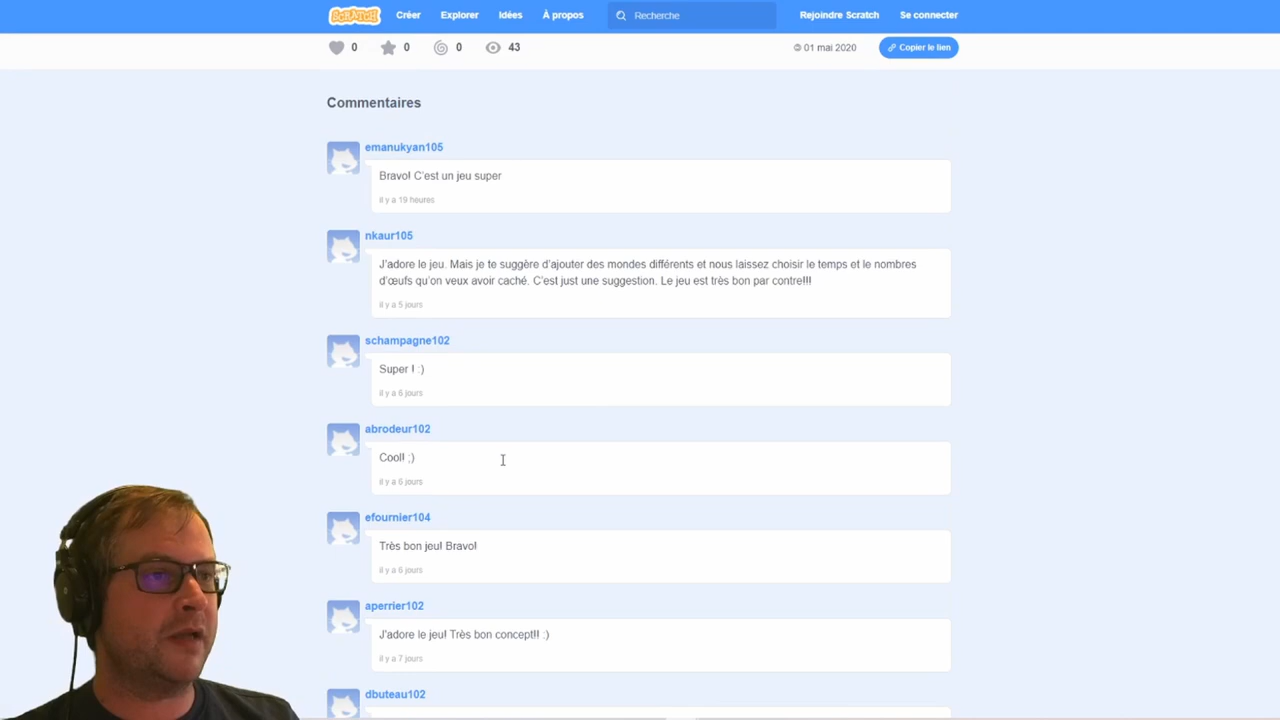 SCRATCH Créer Explorer Idées À propos Recherche Rejoindre Scratch Se connecter
0 0 0 43 © 01 mai 2020 Copier le lien
Commentaires
emanukyan105
Bravo! C'est un jeu super
il y a 19 heures
nkaur105
J'adore le jeu. Mais je te suggère d'ajouter des mondes différents et nous laissez choisir le temps et le nombres
d'œufs qu'on veux avoir caché. C'est just une suggestion. Le jeu est très bon par contre!!!
il y a 5 jours
schampagne102
Super ! :)
il y a 6 jours
abrodeur102
Cool! ;)
il y a 6 jours
efournier104
Très bon jeu! Bravo!
il y a 6 jours
aperrier102
J'adore le jeu! Très bon concept!! :)
il y a 7 jours
dbuteau102